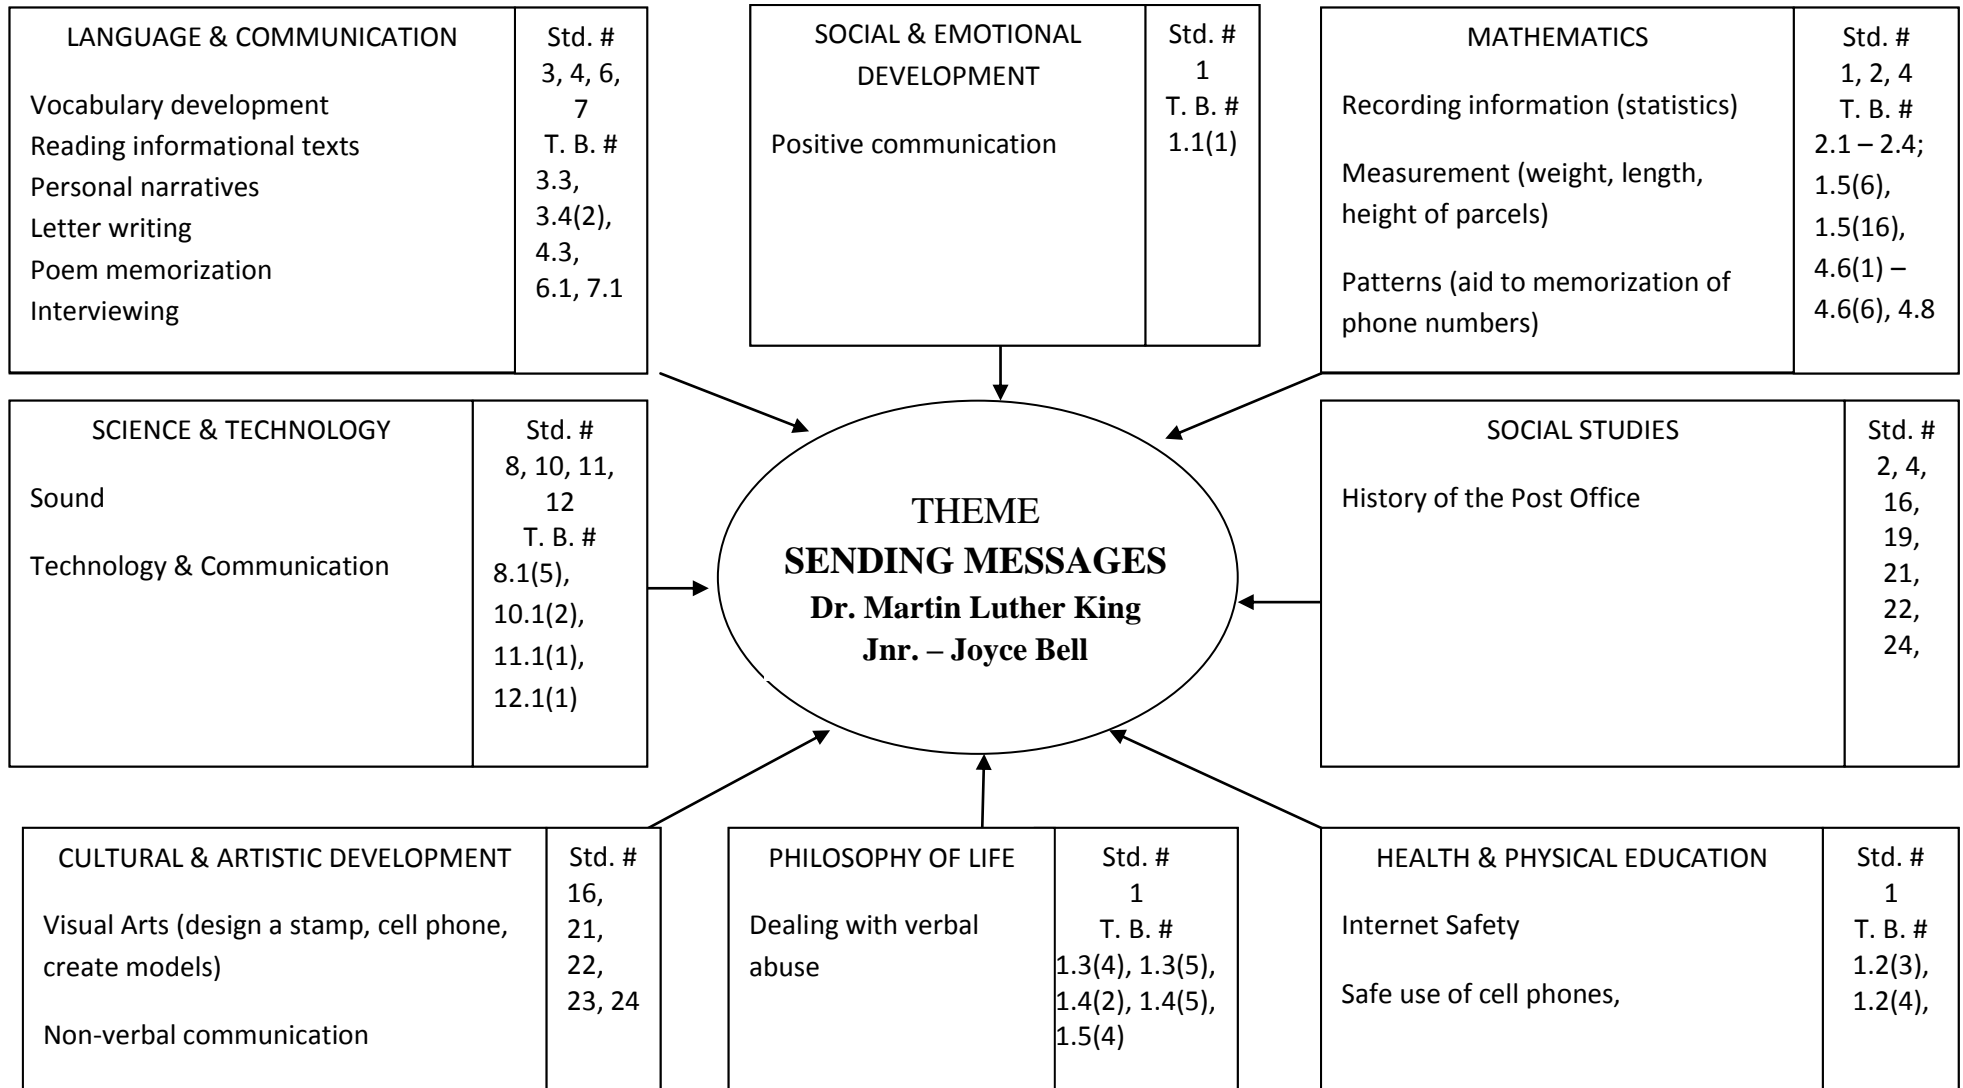 LANGUAGE & COMMUNICATION
Vocabulary development
Reading informational texts
Personal narratives
Letter writing
Poem memorization
Interviewing
Std. #
3, 4, 6,
7
T. B. #
3.3,
3.4(2),
4.3,
6.1, 7.1
SOCIAL & EMOTIONAL
DEVELOPMENT
Positive communication
Std. #
1
T. B. #
1.1(1)
MATHEMATICS
Recording information (statistics)
Measurement (weight, length,
height of parcels)
Patterns (aid to memorization of
phone numbers)
Std. #
1, 2, 4
T. B. #
2.1 – 2.4;
1.5(6),
1.5(16),
4.6(1) –
4.6(6), 4.8
SCIENCE & TECHNOLOGY
Sound
Technology & Communication
Std. #
8, 10, 11,
12
T. B. #
8.1(5),
10.1(2),
11.1(1),
12.1(1)
THEME
SENDING MESSAGES
Dr. Martin Luther King
Jnr. – Joyce Bell
SOCIAL STUDIES
History of the Post Office
Std. #
2, 4,
16,
19,
21,
22,
24,
CULTURAL & ARTISTIC DEVELOPMENT
Visual Arts (design a stamp, cell phone,
create models)
Non-verbal communication
Std. #
16,
21,
22,
23, 24
PHILOSOPHY OF LIFE
Dealing with verbal
abuse
Std. #
1
T. B. #
1.3(4), 1.3(5),
1.4(2), 1.4(5),
1.5(4)
HEALTH & PHYSICAL EDUCATION
Internet Safety
Safe use of cell phones,
Std. #
1
T. B. #
1.2(3),
1.2(4),